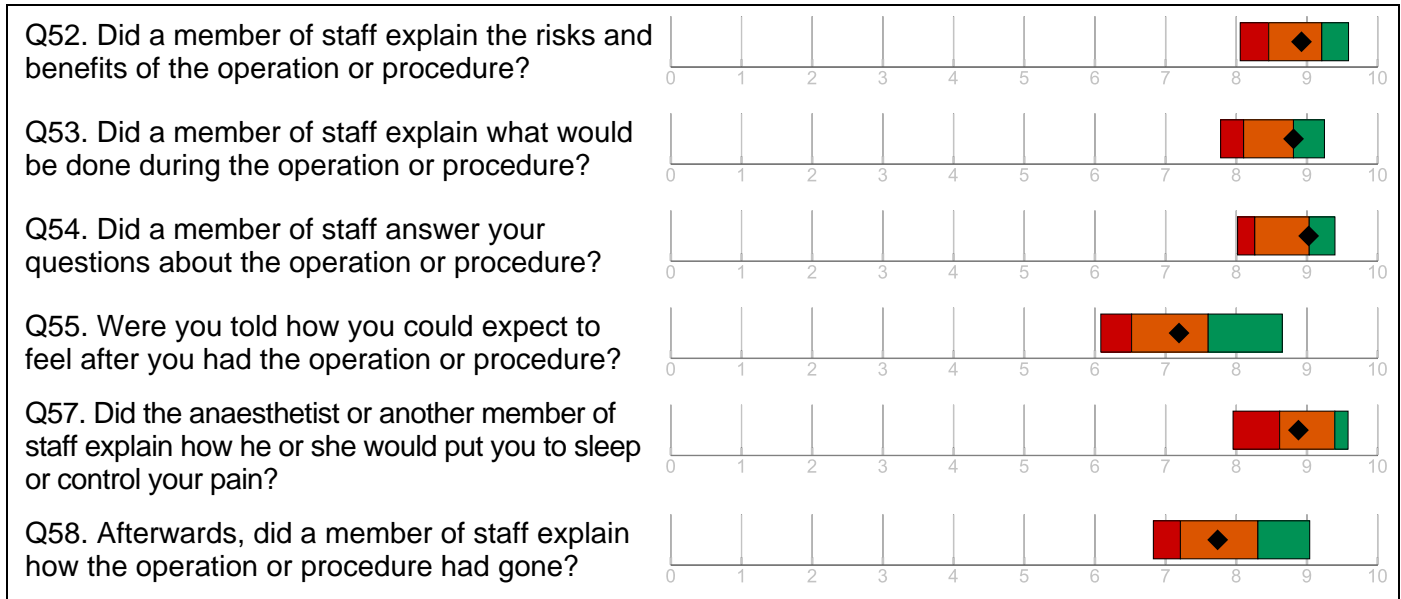 Q52. Did a member of staff explain the risks and
benefits of the operation or procedure?
0 1 2 3 4 5 6 7 8 9 10
Q53. Did a member of staff explain what would
be done during the operation or procedure?
0 1 2 3 4 5 6 7 8 9 10
Q54. Did a member of staff answer your
questions about the operation or procedure?
0 1 2 3 4 5 6 7 8 9 10
Q55. Were you told how you could expect to
feel after you had the operation or procedure?
0 1 2 3 4 5 6 7 8 9 10
Q57. Did the anaesthetist or another member of
staff explain how he or she would put you to sleep
or control your pain?
0 1 2 3 4 5 6 7 8 9 10
Q58. Afterwards, did a member of staff explain
how the operation or procedure had gone?
0 1 2 3 4 5 6 7 8 9 10